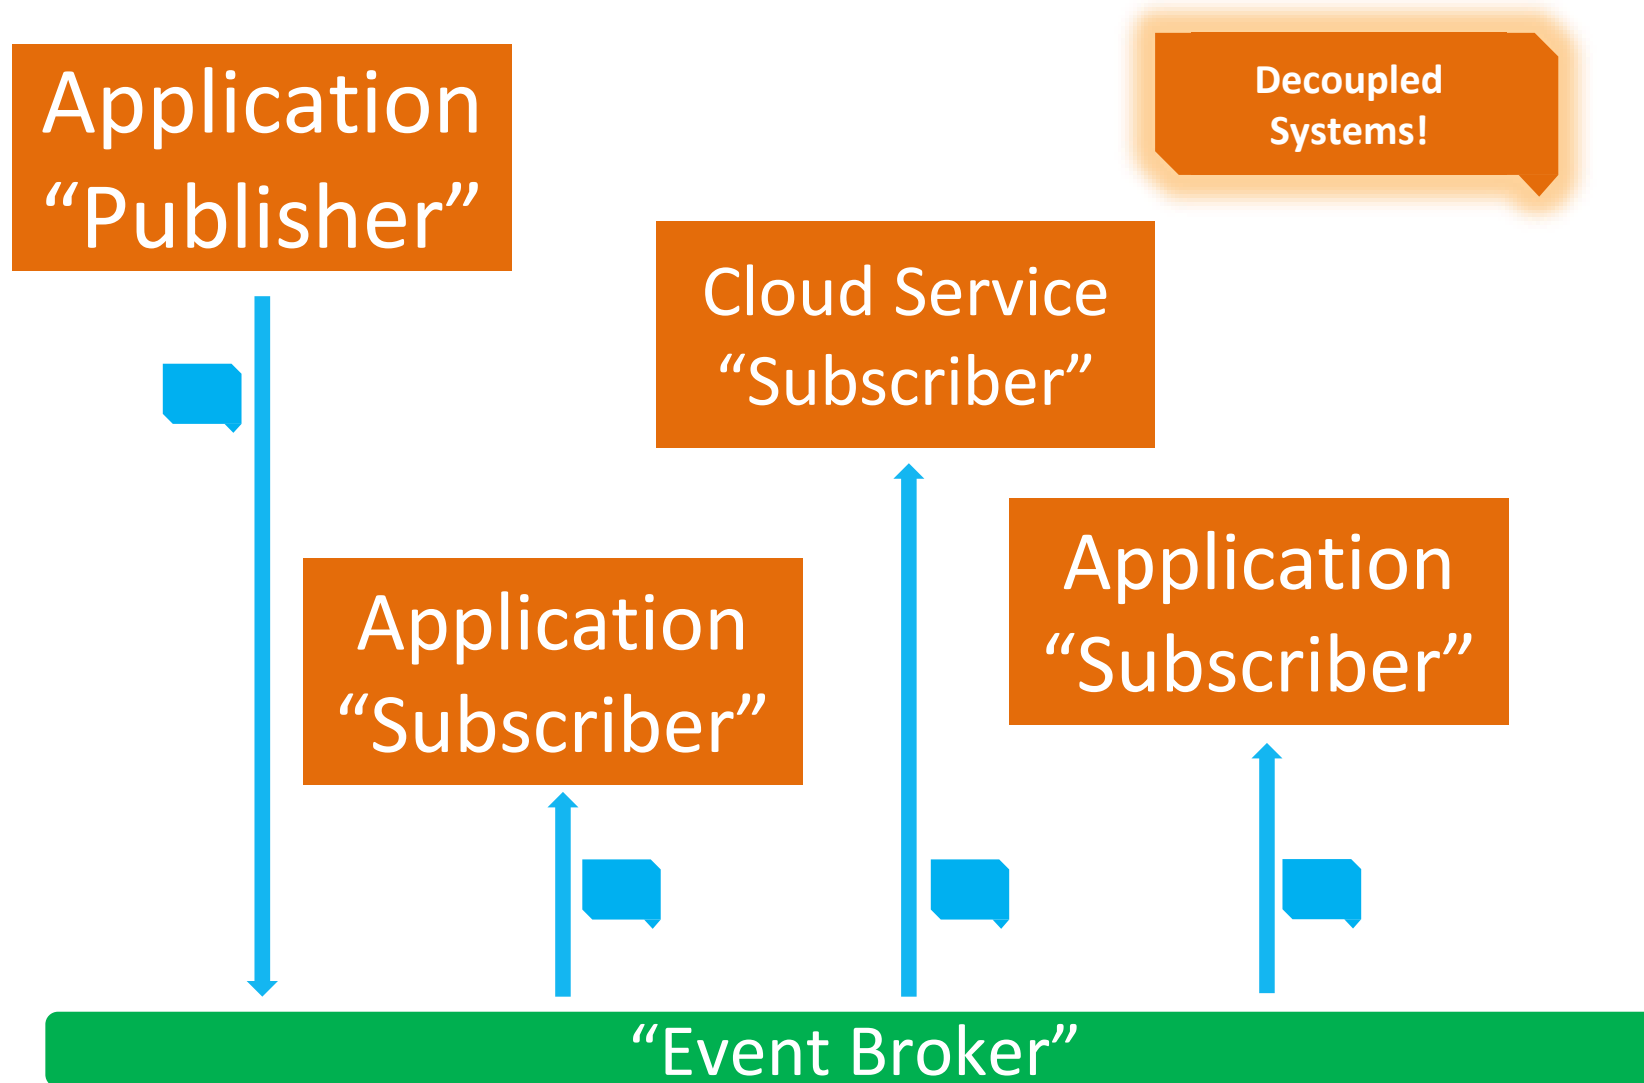 Application
“Publisher”
Decoupled
Systems!
Cloud Service
“Subscriber”
Application
“Subscriber”
Application
“Subscriber”
“Event Broker”